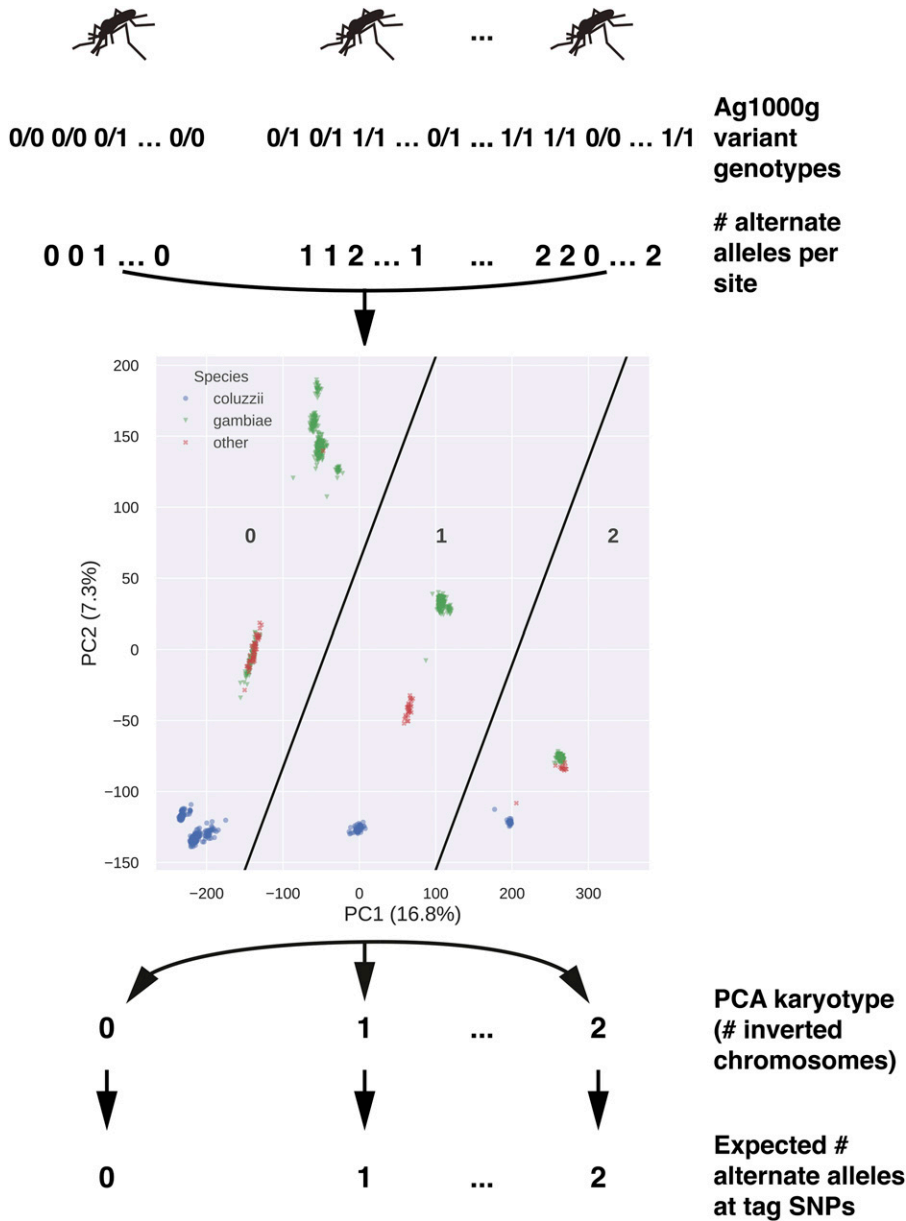 ...
0/0 0/0 0/1 ... 0/0
0/1 0/1 1/1 ... 0/1 ... 1/1 1/1 0/0 ... 1/1
Ag1000g
variant
genotypes
0 0 1 ... 0
1 1 2 ... 1
...
2 2 0 ... 2
# alternate
alleles per
site
Species
coluzzii
gambiae
other
0
1
2
200
150
100
50
0
−50
−100
−150
PC2 (7.3%)
−200
−100
0
100
200
300
PC1 (16.8%)
0
1
...
2
PCA karyotype
(# inverted
chromosomes)
0
1
...
2
Expected #
alternate alleles
at tag SNPs